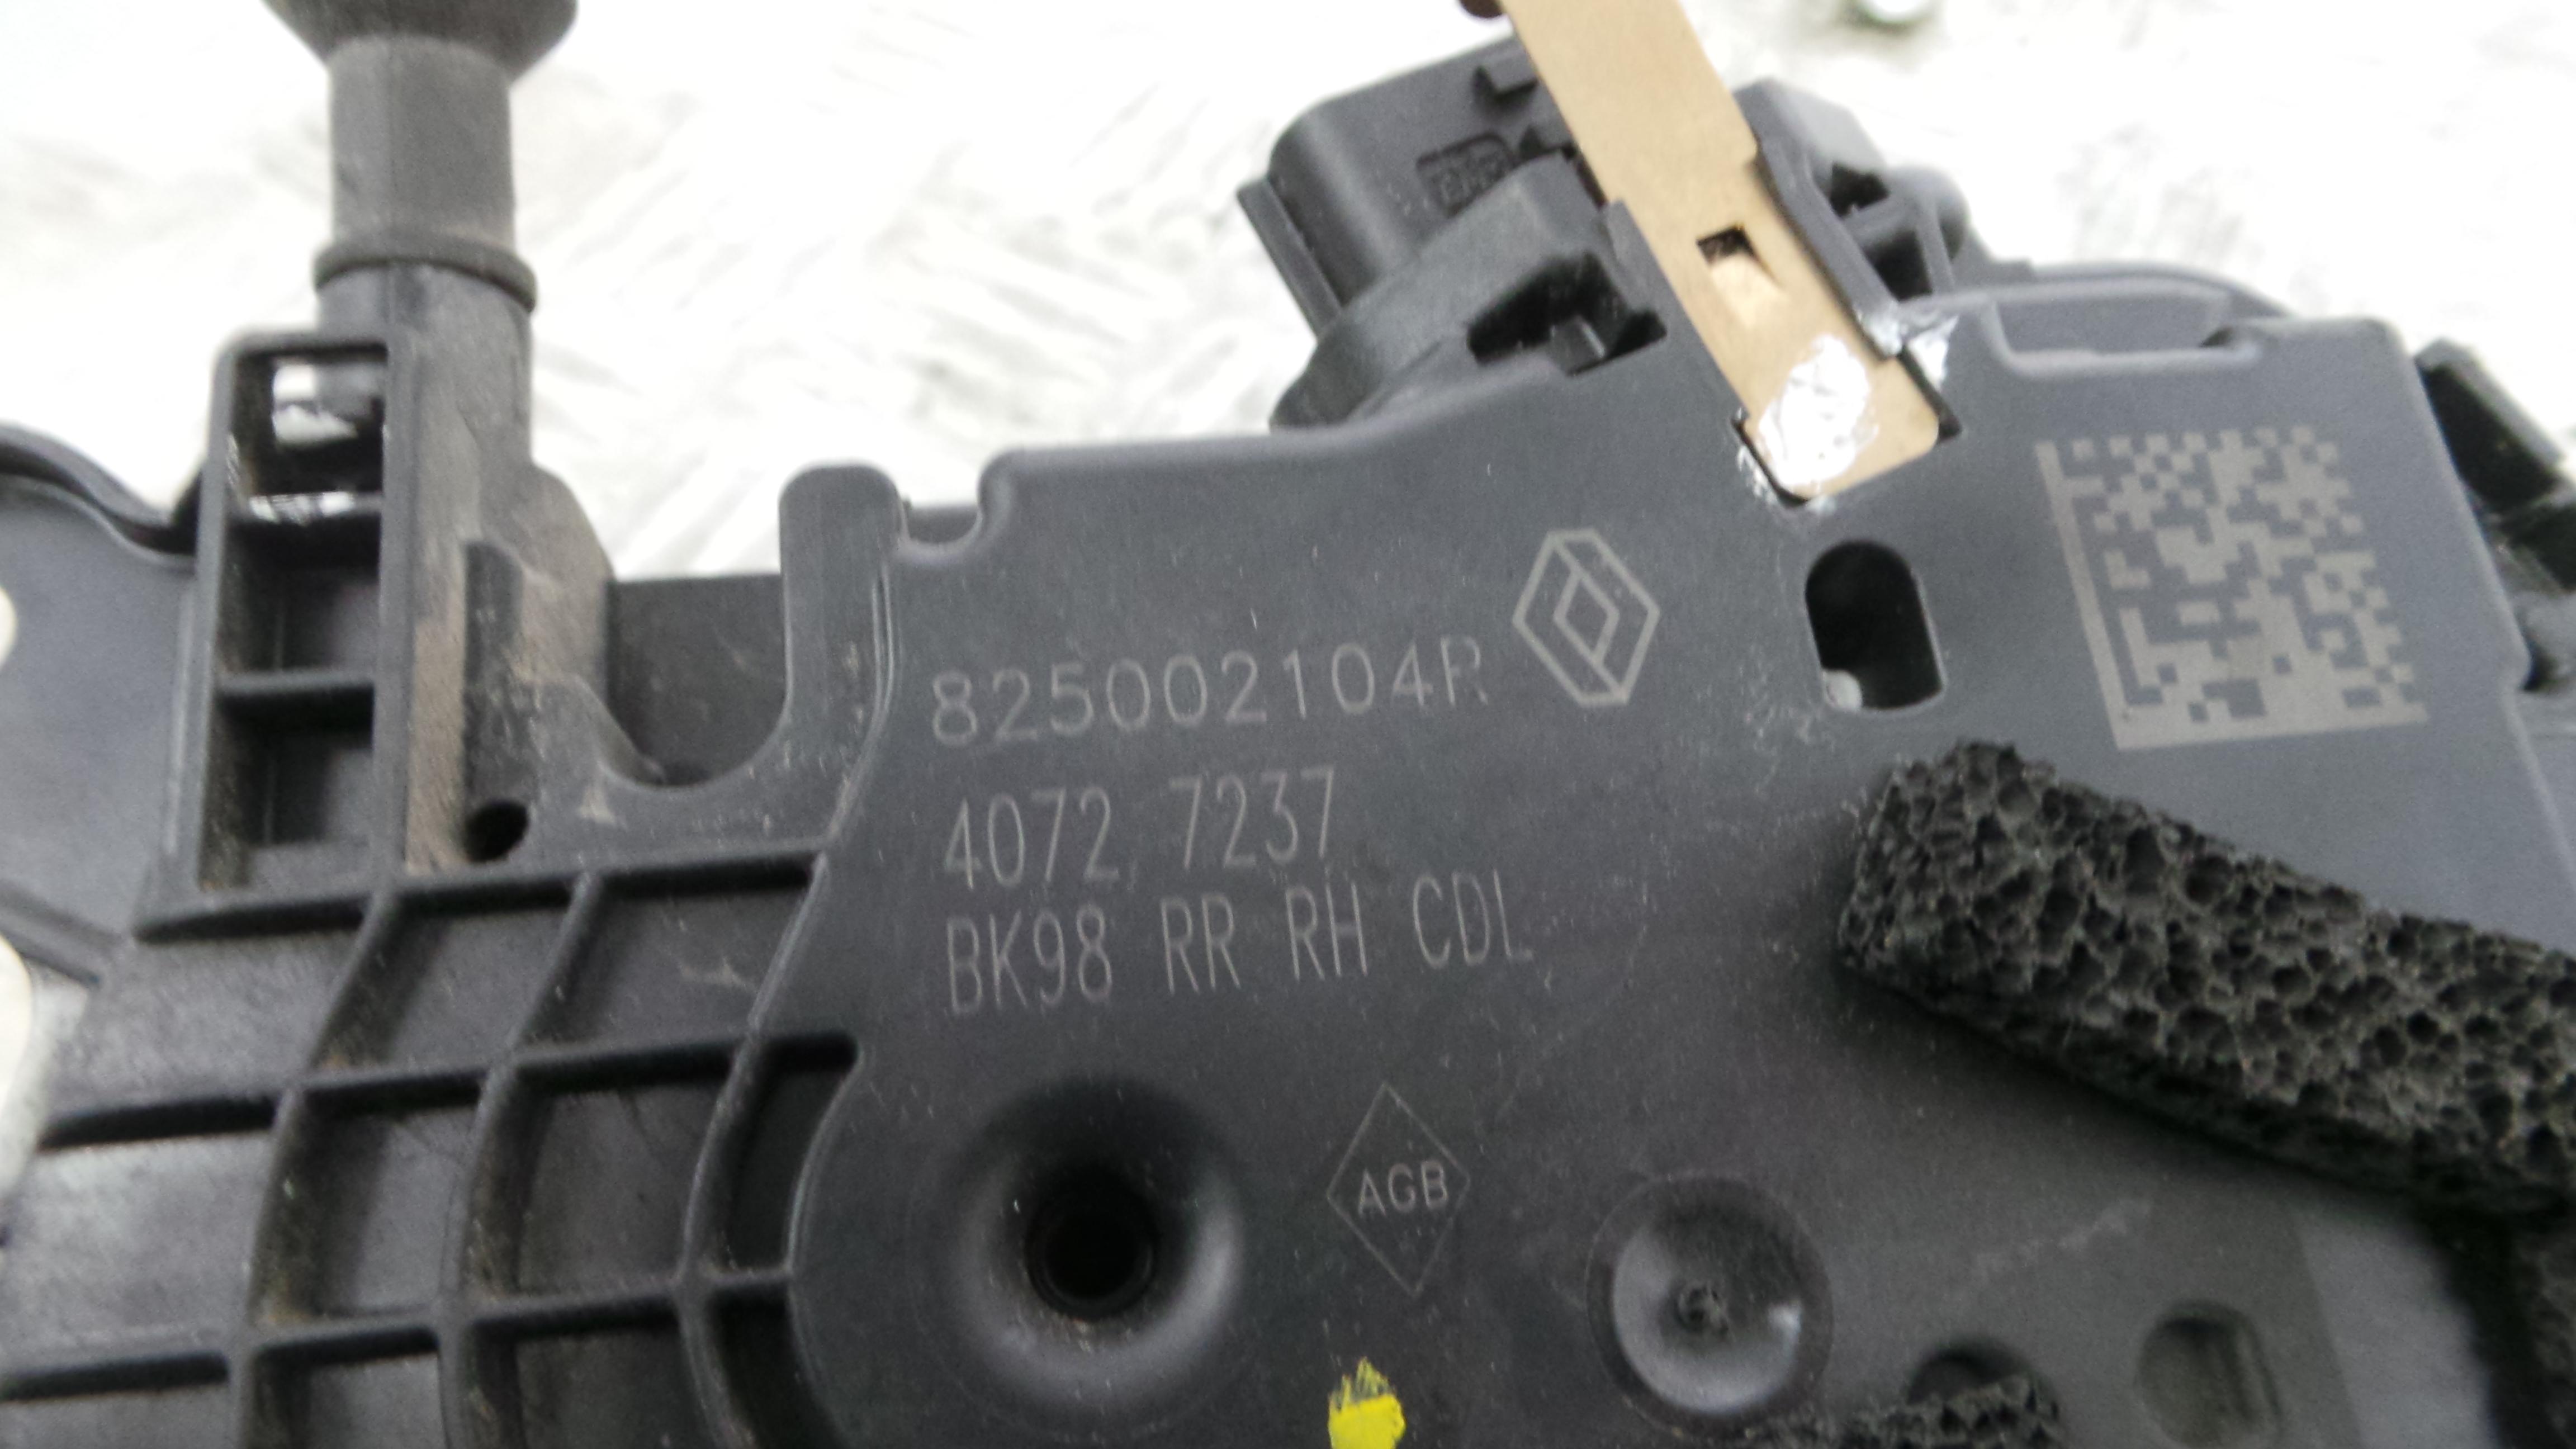 825002104R
4072 7237
BK98 RR RH CDL
AGB